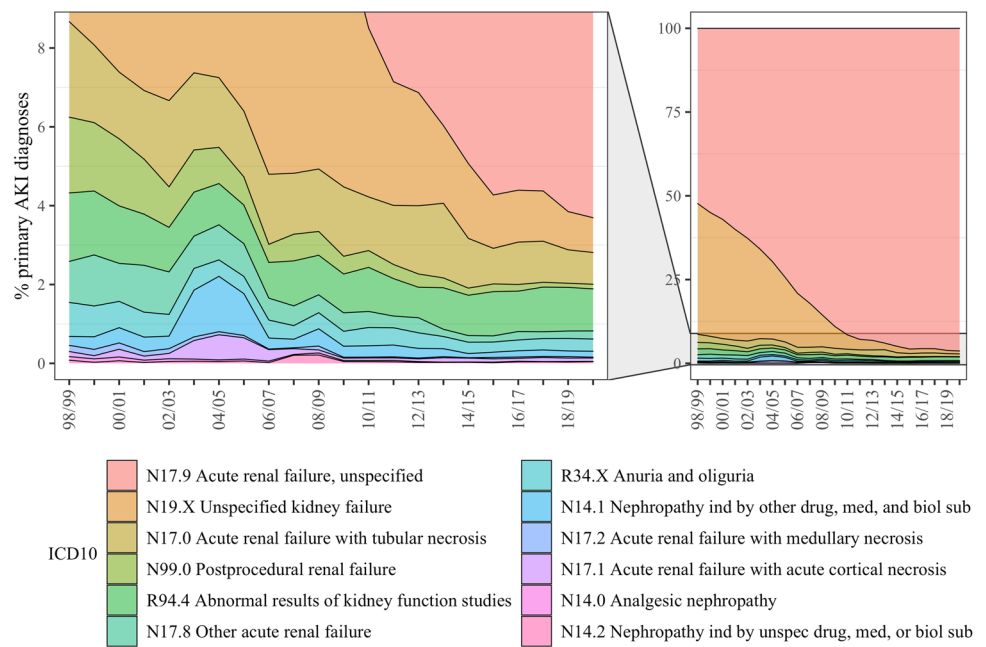 % primary AKI diagnoses
8
6
4
2
0
98/99
00/01
02/03
04/05
06/07
08/09
10/11
12/13
14/15
16/17
18/19
100
75
50
25
0
98/99
00/01
02/03
04/05
06/07
08/09
10/11
12/13
14/15
16/17
18/19
ICD10
N17.9 Acute renal failure, unspecified
N19.X Unspecified kidney failure
N17.0 Acute renal failure with tubular necrosis
N99.0 Postprocedural renal failure
R94.4 Abnormal results of kidney function studies
N17.8 Other acute renal failure
R34.X Anuria and oliguria
N14.1 Nephropathy ind by other drug, med, and biol sub
N17.2 Acute renal failure with medullary necrosis
N17.1 Acute renal failure with acute cortical necrosis
N14.0 Analgesic nephropathy
N14.2 Nephropathy ind by unspec drug, med, or biol sub